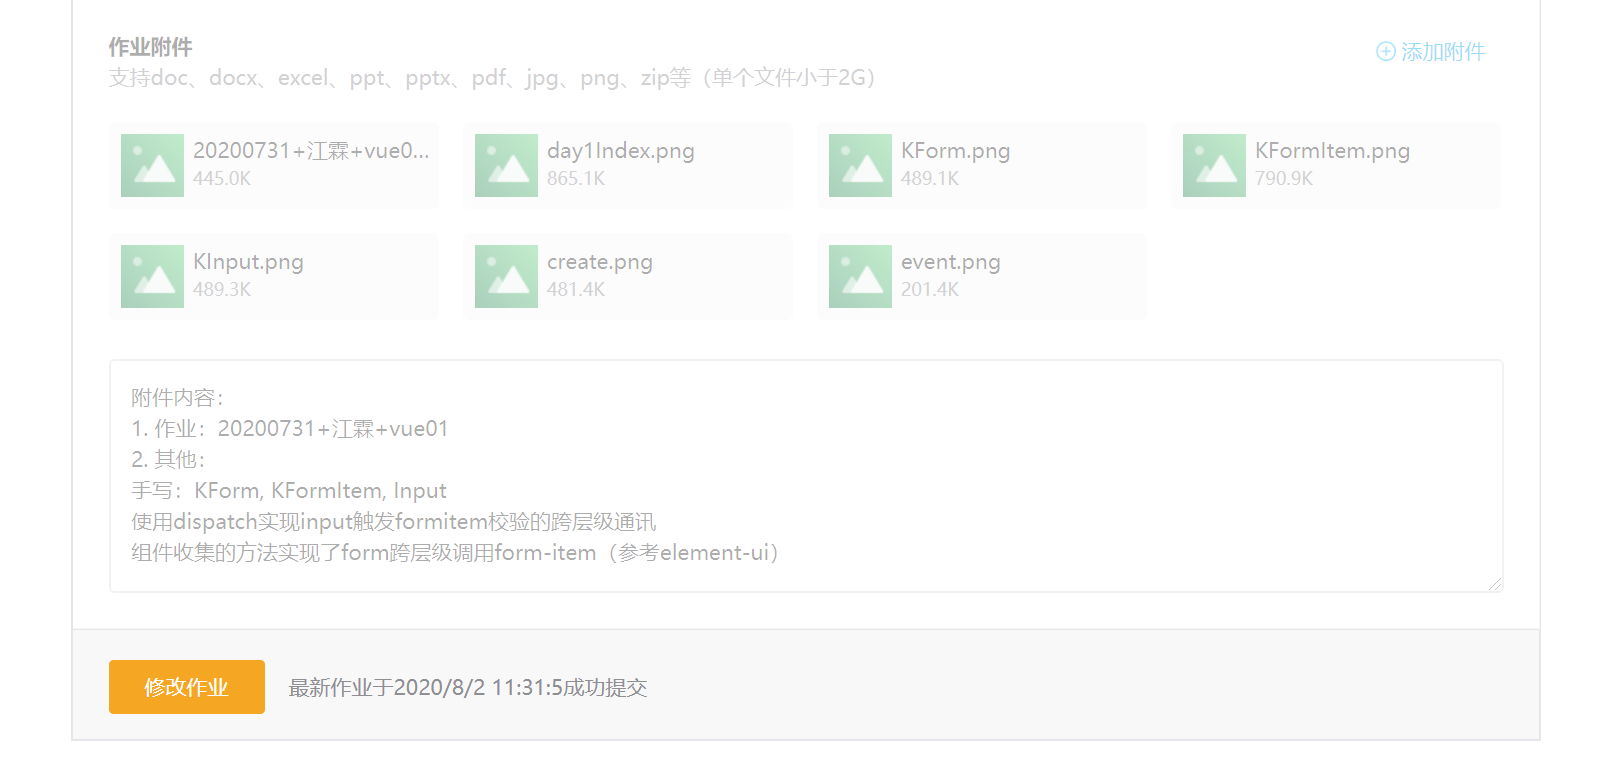 作业附件
添加附件
支持doc、docx、excel、ppt、pptx、pdf、jpg、png、zip等（单个文件小于2G）
20200731+江霖+vue0...
445.0K
day1Index.png
865.1K
KForm.png
489.1K
KFormItem.png
790.9K
KInput.png
489.3K
create.png
481.4K
event.png
201.4K
附件内容：
1. 作业：20200731+江霖+vue01
2. 其他：
手写：KForm, KFormItem, Input
使用dispatch实现input触发formitem校验的跨层级通讯
组件收集的方法实现了form跨层级调用form-item（参考element-ui）
修改作业
最新作业于2020/8/2 11:31:5成功提交